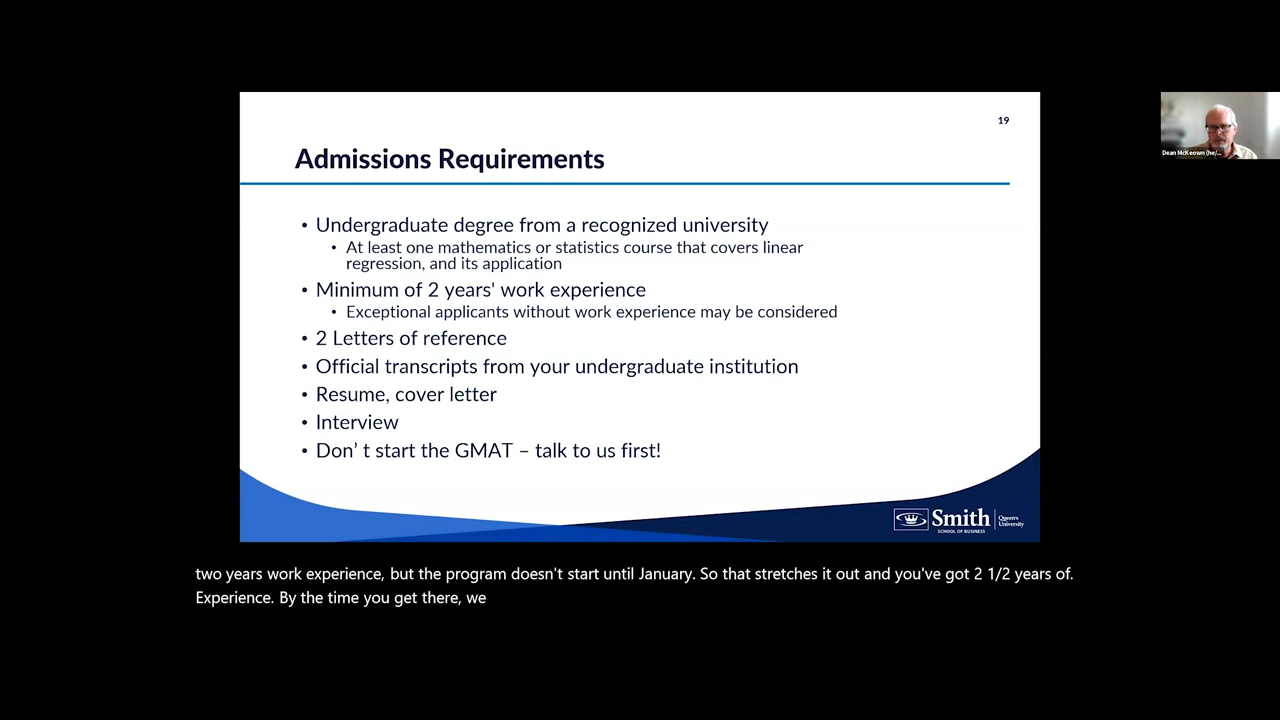 19
Admissions Requirements
Dean McKeown (he/...
• Undergraduate degree from a recognized university
• At least one mathematics or statistics course that covers linear
regression, and its application
• Minimum of 2 years' work experience
• Exceptional applicants without work experience may be considered
• 2 Letters of reference
• Official transcripts from your undergraduate institution
• Resume, cover letter
• Interview
• Don’ t start the GMAT – talk to us first!
Smith
SCHOOL OF BUSINESS
Queen's
University
two years work experience, but the program doesn't start until January. So that stretches it out and you've got 2 1/2 years of.
Experience. By the time you get there, we